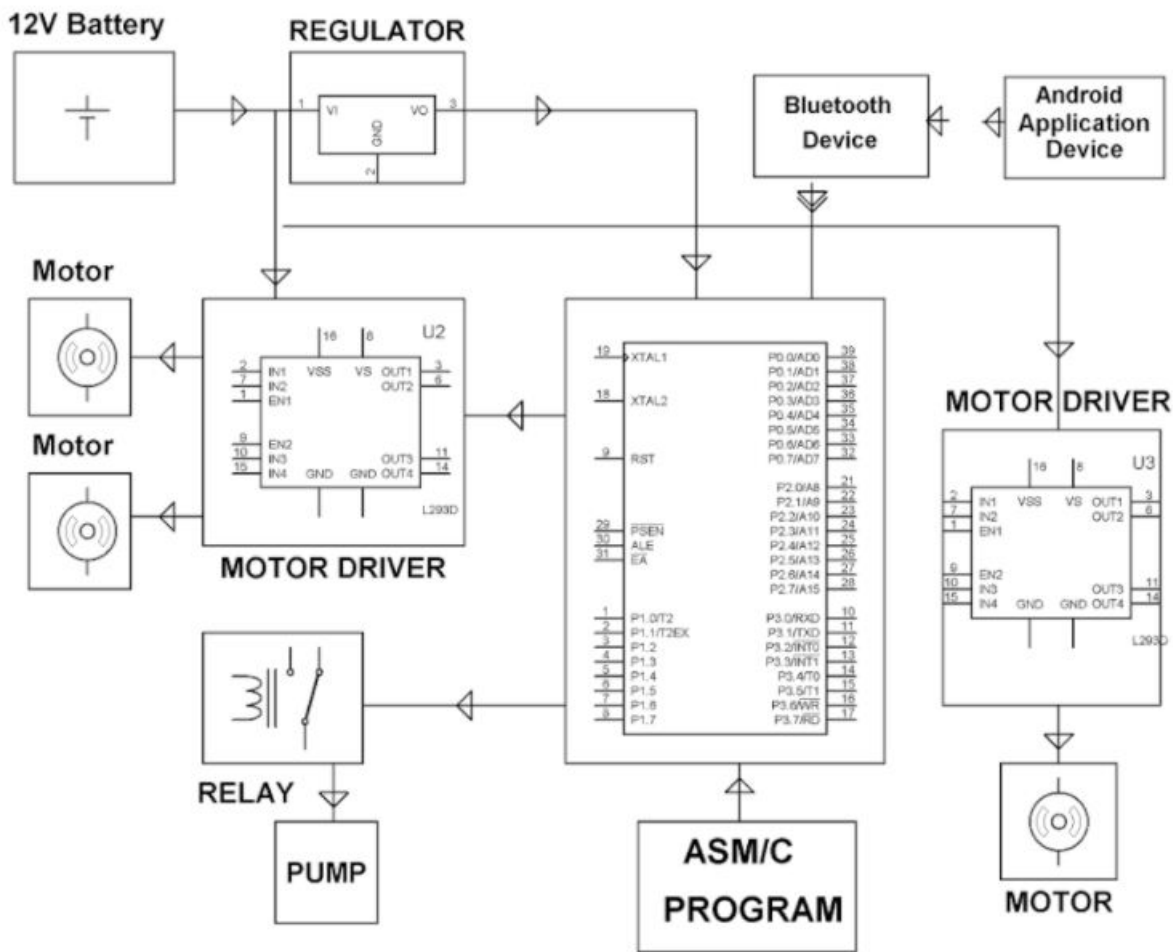 12V Battery
REGULATOR
1
VI
VO
3
GND
2
Bluetooth
Device
Android
Application
Device
Motor
Motor
U2
16
8
2
IN1
VSS
VS
OUT1
3
7
IN2
OUT2
6
1
EN1
9
EN2
10
IN3
OUT3
11
15
IN4
GND
GND
OUT4
14
L293D
MOTOR DRIVER
19
XTAL1
18
XTAL2
9
RST
29
PSEN
30
ALE
31
EA
1
P1.0/T2
2
P1.1/T2EX
3
P1.2
4
P1.3
5
P1.4
6
P1.5
7
P1.6
8
P1.7
P0.0/AD0
39
P0.1/AD1
38
P0.2/AD2
37
P0.3/AD3
36
P0.4/AD4
35
P0.5/AD5
34
P0.6/AD6
33
P0.7/AD7
32
P2.0/A8
21
P2.1/A9
22
P2.2/A10
23
P2.3/A11
24
P2.4/A12
25
P2.5/A13
26
P2.6/A14
27
P2.7/A15
28
P3.0/RXD
10
P3.1/TXD
11
P3.2/INT0
12
P3.3/INT1
13
P3.4/T0
14
P3.5/T1
15
P3.6/WR
16
P3.7/RD
17
MOTOR DRIVER
U3
16
8
2
IN1
VSS
VS
OUT1
3
7
IN2
OUT2
6
1
EN1
9
EN2
10
IN3
OUT3
11
15
IN4
GND
GND
OUT4
14
L293D
RELAY
PUMP
ASM/C
PROGRAM
MOTOR